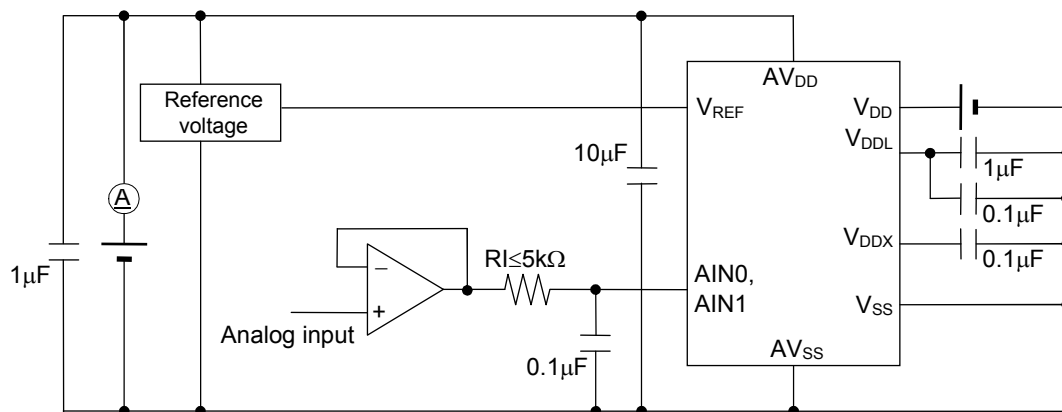 AVDD
Reference
voltage
VREF
VDD
10μF
VDDL
1μF
A
0.1μF
VDDX
0.1μF
1μF
−
RI≤5kΩ
AIN0,
AIN1
+
VSS
Analog input
0.1μF
AVSS